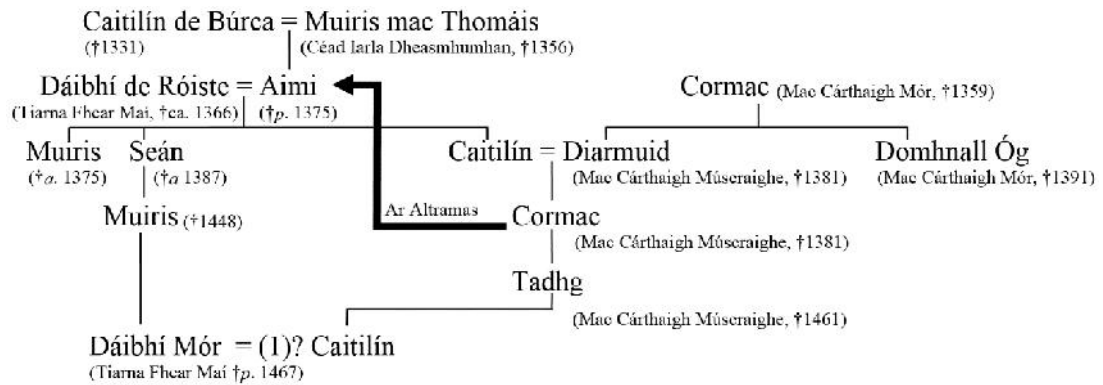 Caitilín de Búrca = Muiris mac Thomáis
(†1331) (Céad Iarla Dheasmhumhan, †1356)
Dáibhí de Róiste = Aimi Cormac (Mac Cárthaigh Mór, †1359)
(Tiarna Fhear Maí, †ca. 1366) (†p. 1375)
Muiris Seán Caitilín = Diarmuid Domhnall Óg
(†a. 1375) (†a 1387) (Mac Cárthaigh Múscraighe, †1381) (Mac Cárthaigh Mór, †1391)
Muiris (†1448) Ar Altramas Cormac
(Mac Cárthaigh Múscraighe, †1381)
Tadhg
(Mac Cárthaigh Múscraighe, †1461)
Dáibhí Mór = (1)? Caitilín
(Tiarna Fhear Maí †p. 1467)